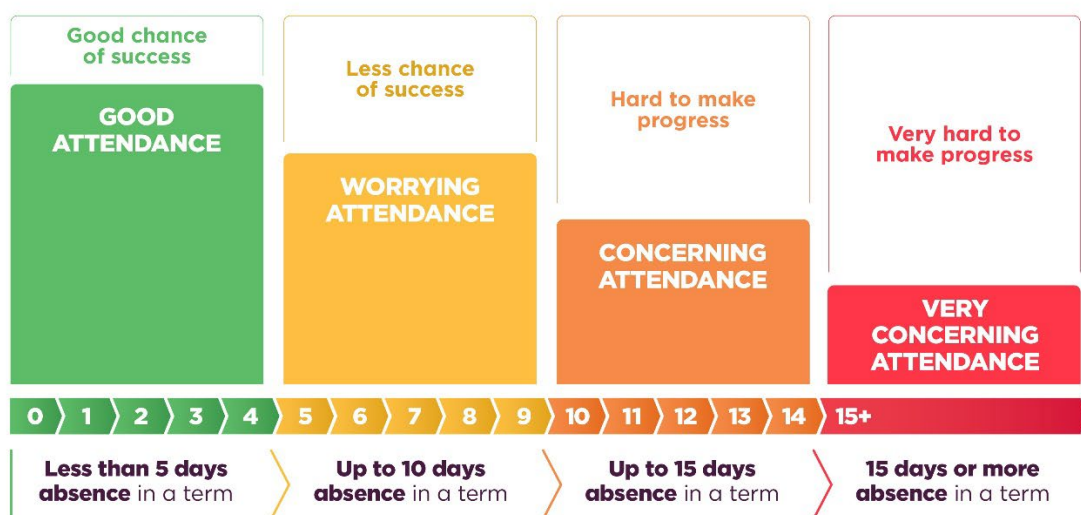 Good chance
of success
GOOD
ATTENDANCE
Less chance
of success
WORRYING
ATTENDANCE
Hard to make
progress
CONCERNING
ATTENDANCE
Very hard to
make progress
VERY
CONCERNING
ATTENDANCE
0 1 2 3 4 5 6 7 8 9 10 11 12 13 14 15+
Less than 5 days
absence in a term
Up to 10 days
absence in a term
Up to 15 days
absence in a term
15 days or more
absence in a term